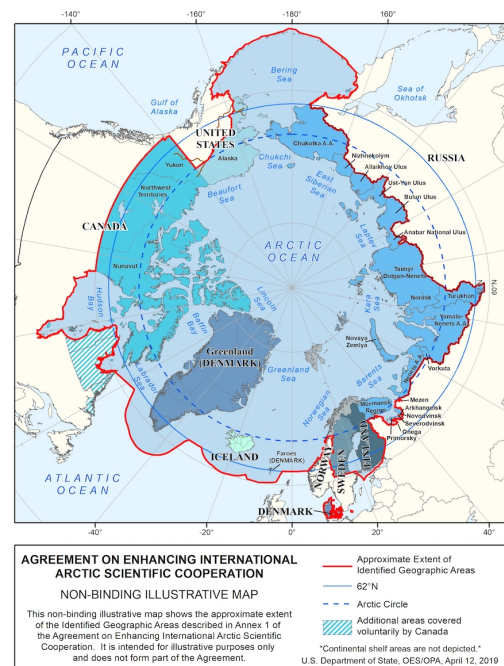 -140°
-160°
-180°
160°
140°
PACIFIC
OCEAN
Bering
Sea
Sea of
Okhotsk
Gulf of
Alaska
UNITED
STATES
Alaska
Chukotka A.A.
Chukchi
Sea
Nizhnekolym
Allaikhov Ulus
RUSSIA
Yukon
Beaufort
Sea
East
Siberian
Sea
Ust-Yan Ulus
Bulun Ulus
Northwest
Territories
CANADA
Laptev
Sea
Anabar National Ulus
ARCTIC
OCEAN
Nunavut
Taimyr
Dolgan-Nenets
Hudson
Bay
Lincoln
Sea
80°N
60°N
Kara
Sea
Norilsk
Turukhan
Baffin
Bay
Yamalo-
Nenets A.A.
Greenland
(DENMARK)
Novaya
Zemlya
Labrador
Sea
Greenland
Sea
Barents
Sea
Vorkuta
Norwegian
Sea
Murmansk
Region
Mezen
Arkhangelsk
Novodvinsk
Severodvinsk
Onega
Primorsky
ICELAND
Faroes
(DENMARK)
NORWAY
SWEDEN
FINLAND
ATLANTIC
OCEAN
DENMARK
-40°
-20°
0°
20°
40°
AGREEMENT ON ENHANCING INTERNATIONAL
ARCTIC SCIENTIFIC COOPERATION
NON-BINDING ILLUSTRATIVE MAP
This non-binding illustrative map shows the approximate extent
of the Identified Geographic Areas described in Annex 1 of
the Agreement on Enhancing International Arctic Scientific
Cooperation. It is intended for illustrative purposes only
and does not form part of the Agreement.
Approximate Extent of
Identified Geographic Areas
62°N
Arctic Circle
Additional areas covered
voluntarily by Canada
*Continental shelf areas are not depicted.*
U.S. Department of State, OES/OPA, April 12, 2019